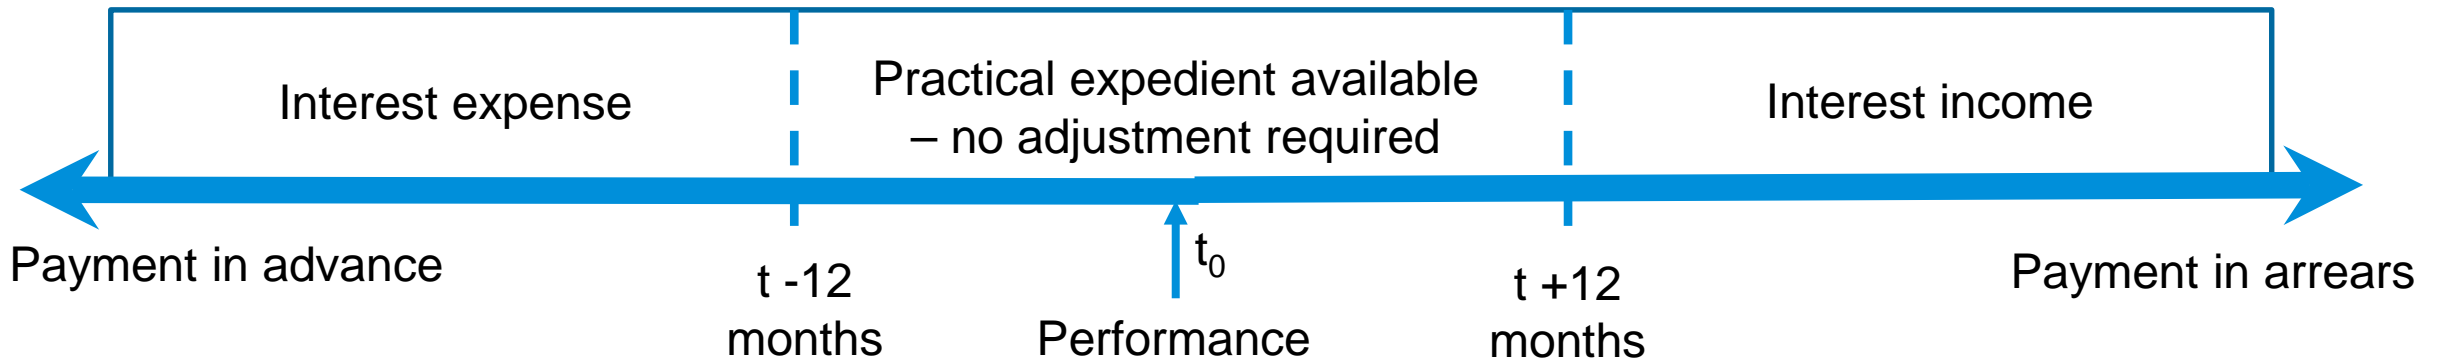 Interest expense
Practical expedient available
– no adjustment required
Interest income
Payment in advance
t -12
months
t₀
Performance
t +12
months
Payment in arrears